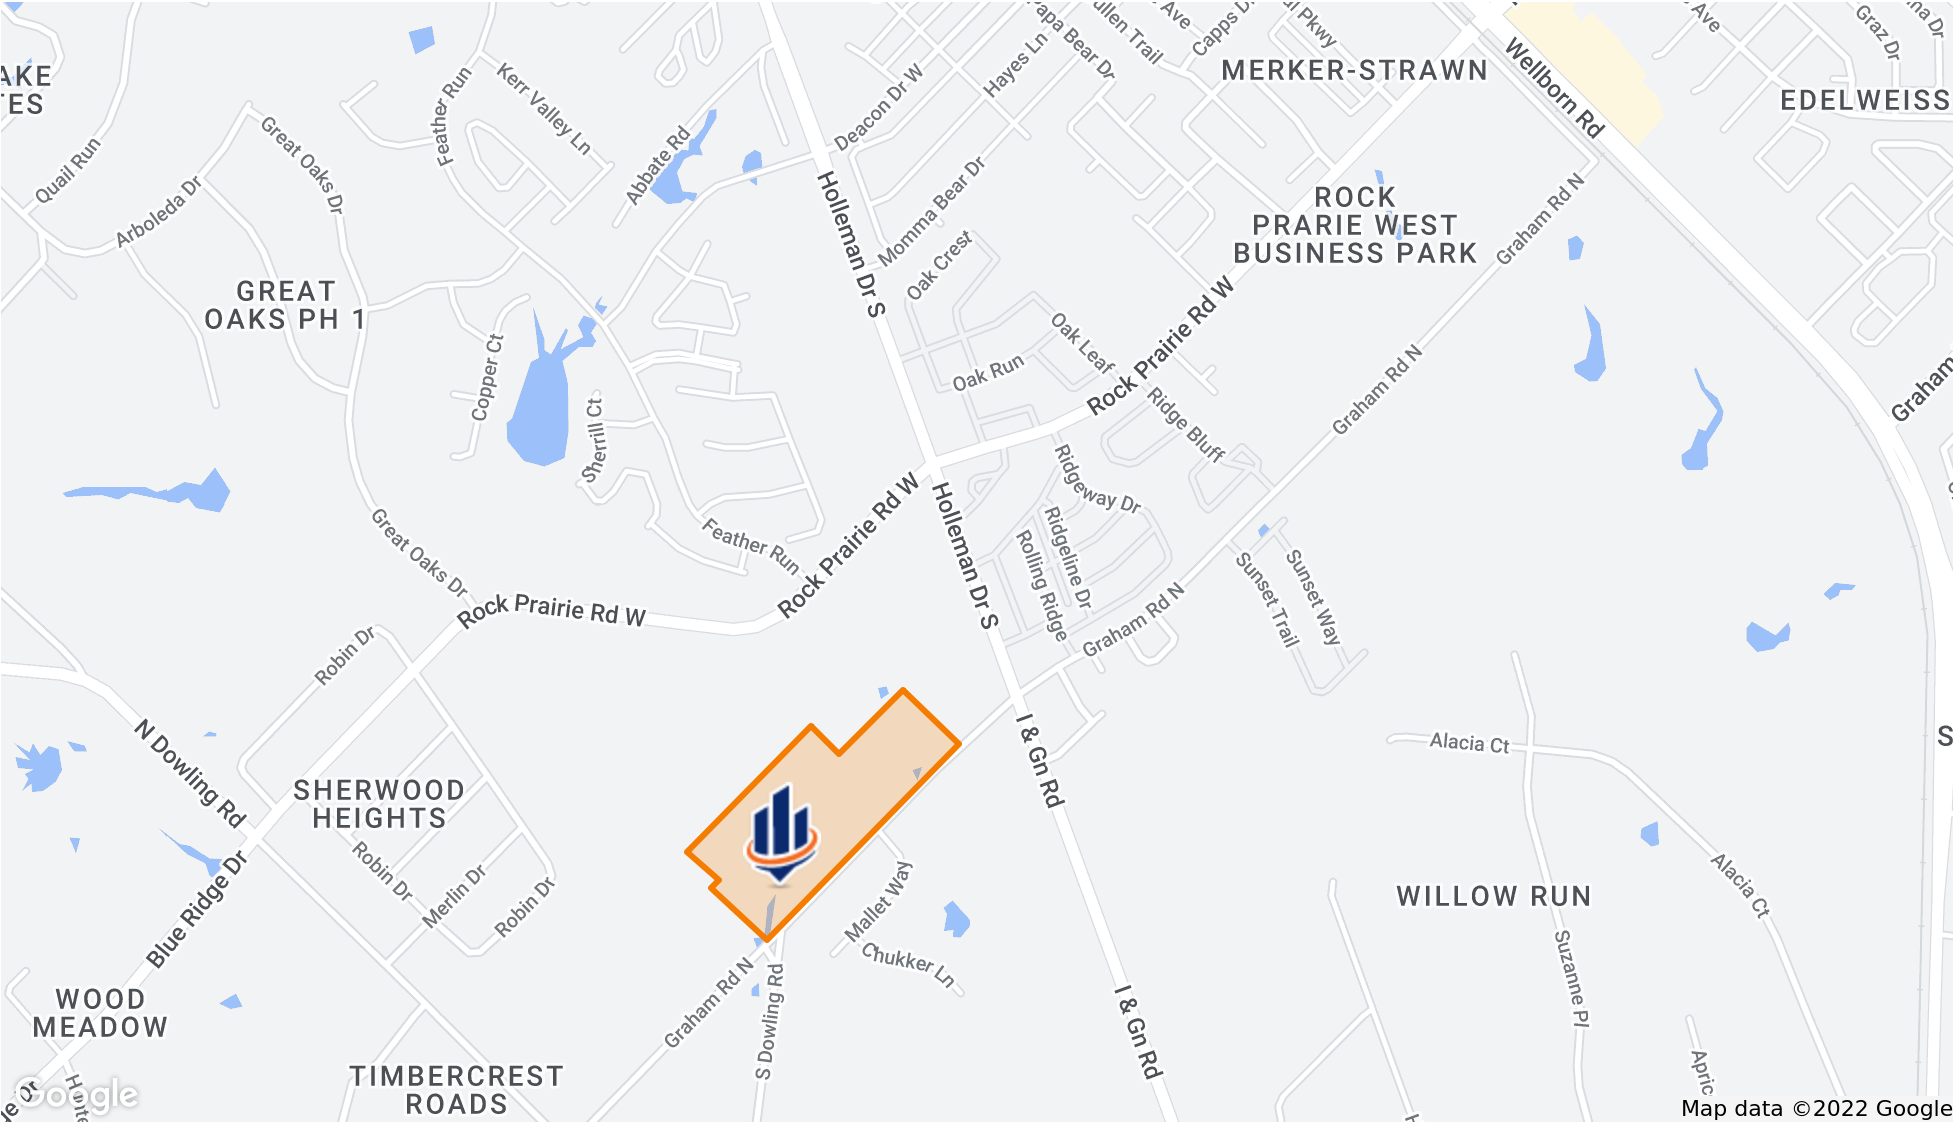 Ave
Papa Bear Dr
Cullen Trail
Capps Dr
Pkwy
Ave
Graz Dr
AKE
TES
Feather Run
Kerr Valley Ln
Hayes Ln
MERKER-STRAWN
Wellborn Rd
EDELWEISS
Deacon Dr W
Great Oaks Dr
Quail Run
Abbate Rd
Arboleda Dr
Holleman Dr S
Momma Bear Dr
ROCK
PRARIE WEST
BUSINESS PARK
Graham Rd N
Oak Crest
GREAT
OAKS PH 1
Copper Ct
Oak Leaf
Rock Prairie Rd W
Oak Run
Graham Rd N
Graham
Sherrill Ct
S
Ridge Bluff
Ridgeway Dr
Holleman Dr S
Rock Prairie Rd W
Great Oaks Dr
Feather Run
Ridgeline Dr
Rolling Ridge
Sunset Trail
Sunset Way
Rock Prairie Rd W
Graham Rd N
Robin Dr
N Dowling Rd
I & Gn Rd
Alacia Ct
S
SHERWOOD
HEIGHTS
Robin Dr
Merlin Dr
Robin Dr
Blue Ridge Dr
Mallet Way
Chukker Ln
WILLOW RUN
Alacia Ct
Suzanne Pl
WOOD
MEADOW
Graham Rd N
S Dowling Rd
I & Gn Rd
TIMBERCREST
ROADS
Apric
Hunte
ge Dr
Google
H
Map data ©2022 Google